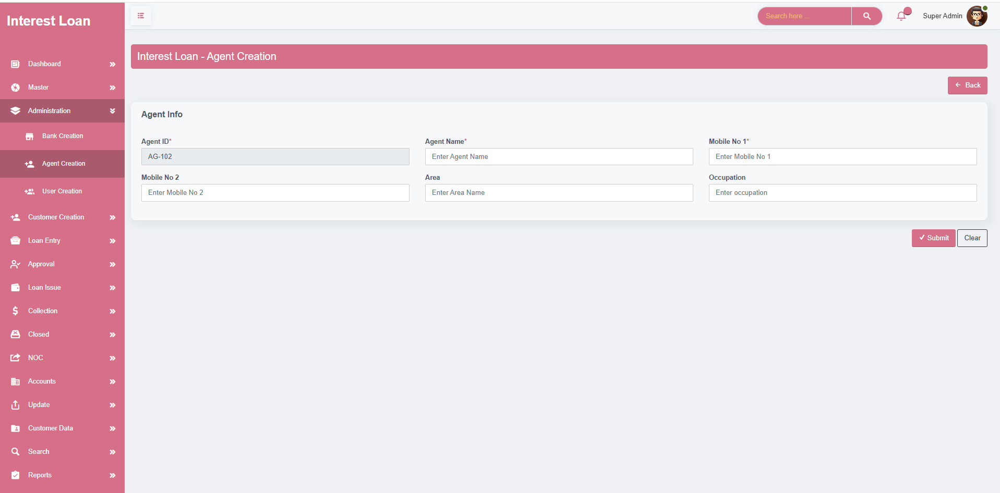 Interest Loan
Search here ...
Super Admin
Dashboard
Master
Administration
Bank Creation
Agent Creation
User Creation
Customer Creation
Loan Entry
Approval
Loan Issue
Collection
Closed
NOC
Accounts
Update
Customer Data
Search
Reports
Interest Loan - Agent Creation
Back
Agent Info
Agent ID*
Agent Name*
Mobile No 1*
AG-102
Enter Agent Name
Enter Mobile No 1
Mobile No 2
Area
Occupation
Enter Mobile No 2
Enter Area Name
Enter occupation
Submit
Clear